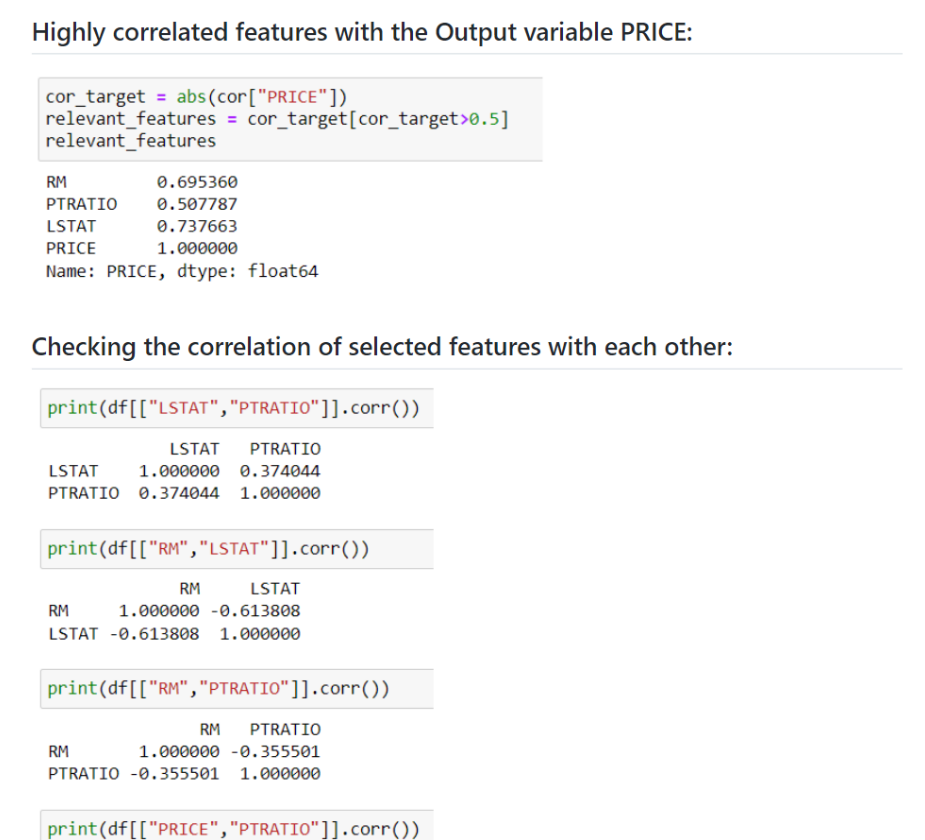 Highly correlated features with the Output variable PRICE:
cor_target = abs(cor["PRICE"])
relevant_features = cor_target[cor_target>0.5]
relevant_features
RM 0.695360
PTRATIO 0.507787
LSTAT 0.737663
PRICE 1.000000
Name: PRICE, dtype: float64
Checking the correlation of selected features with each other:
print(df[["LSTAT","PTRATIO"]].corr())
LSTAT PTRATIO
LSTAT 1.000000 0.374044
PTRATIO 0.374044 1.000000
print(df[["RM","LSTAT"]].corr())
RM LSTAT
RM 1.000000 -0.613808
LSTAT -0.613808 1.000000
print(df[["RM","PTRATIO"]].corr())
RM PTRATIO
RM 1.000000 -0.355501
PTRATIO -0.355501 1.000000
print(df[["PRICE","PTRATIO"]].corr())